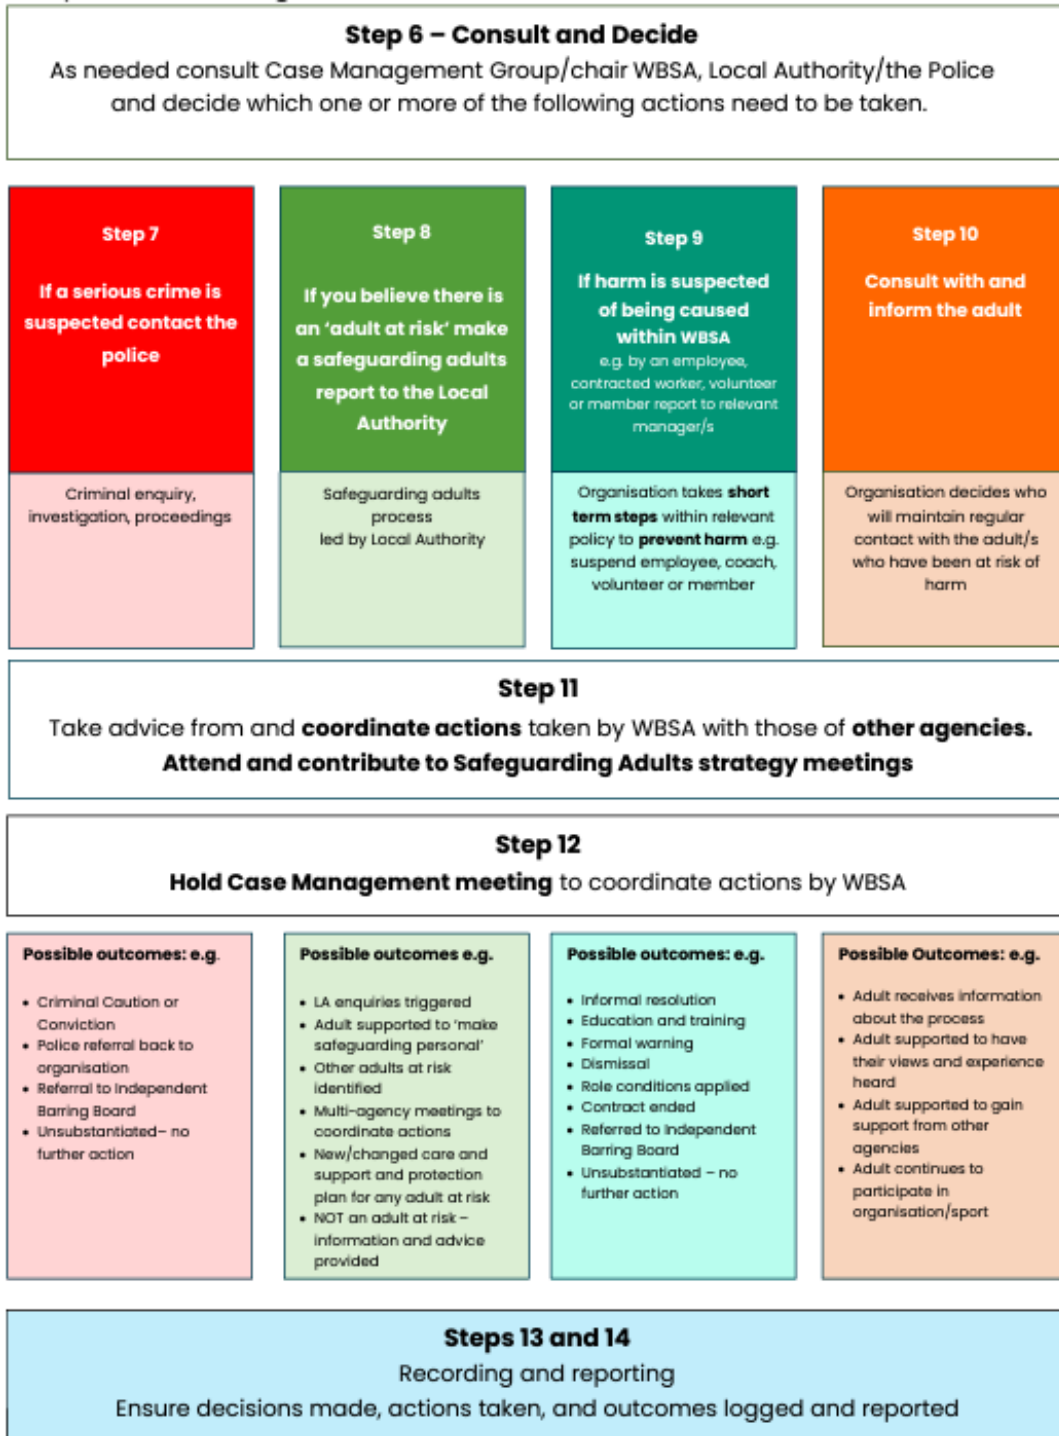 Step 6 – Consult and Decide
As needed consult Case Management Group/chair WBSA, Local Authority/the Police
and decide which one or more of the following actions need to be taken.
Step 7
If a serious crime is
suspected contact the
police
Criminal enquiry,
investigation, proceedings
Step 8
If you believe there is
an ‘adult at risk’ make
a safeguarding adults
report to the Local
Authority
Safeguarding adults
process
led by Local Authority
Step 9
If harm is suspected
of being caused
within WBSA
e.g. by an employee,
contracted worker, volunteer
or member report to relevant
manager/s
Organisation takes short
term steps within relevant
policy to prevent harm e.g.
suspend employee, coach,
volunteer or member
Step 10
Consult with and
inform the adult
Organisation decides who
will maintain regular
contact with the adult/s
who have been at risk of
harm
Step 11
Take advice from and coordinate actions taken by WBSA with those of other agencies.
Attend and contribute to Safeguarding Adults strategy meetings
Step 12
Hold Case Management meeting to coordinate actions by WBSA
Possible outcomes: e.g.
• Criminal Caution or
Conviction
• Police referral back to
organisation
• Referral to Independent
Barring Board
• Unsubstantiated– no
further action
Possible outcomes e.g.
• LA enquiries triggered
• Adult supported to ‘make
safeguarding personal’
• Other adults at risk
identified
• Multi-agency meetings to
coordinate actions
• New/changed care and
support and protection
plan for any adult at risk
• NOT an adult at risk –
information and advice
provided
Possible outcomes: e.g.
• Informal resolution
• Education and training
• Formal warning
• Dismissal
• Role conditions applied
• Contract ended
• Referred to Independent
Barring Board
• Unsubstantiated – no
further action
Possible Outcomes: e.g.
• Adult receives information
about the process
• Adult supported to have
their views and experience
heard
• Adult supported to gain
support from other
agencies
• Adult continues to
participate in
organisation/sport
Steps 13 and 14
Recording and reporting
Ensure decisions made, actions taken, and outcomes logged and reported